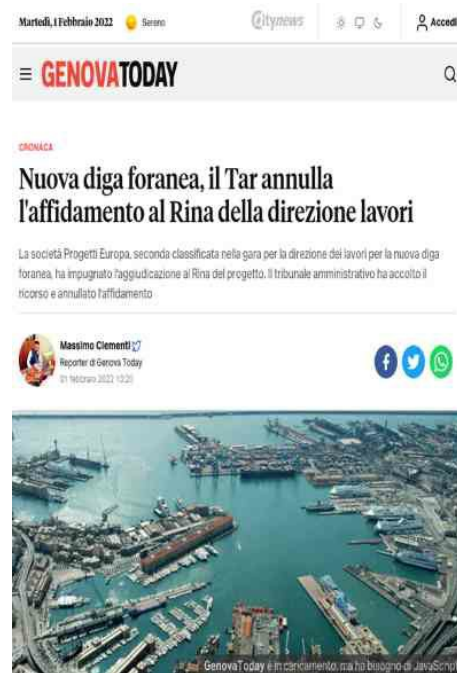 Martedì, 1 Febbraio 2022
Sereno
Citynews
Accedi
GENOVATODAY
CRONACA
Nuova diga foranea, il Tar annulla
l'affidamento al Rina della direzione lavori
La società Progetti Europa, seconda classificata nella gara per la direzione dei lavori per la nuova diga
foranea, ha impugnato l'aggiudicazione al Rina del progetto. Il tribunale amministrativo ha accolto il
ricorso e annullato l'affidamento
Massimo Clementi
Reporter di Genova Today
01 febbraio 2022 13:20
GenovaToday è in caricamento, ma ha bisogno di JavaScript